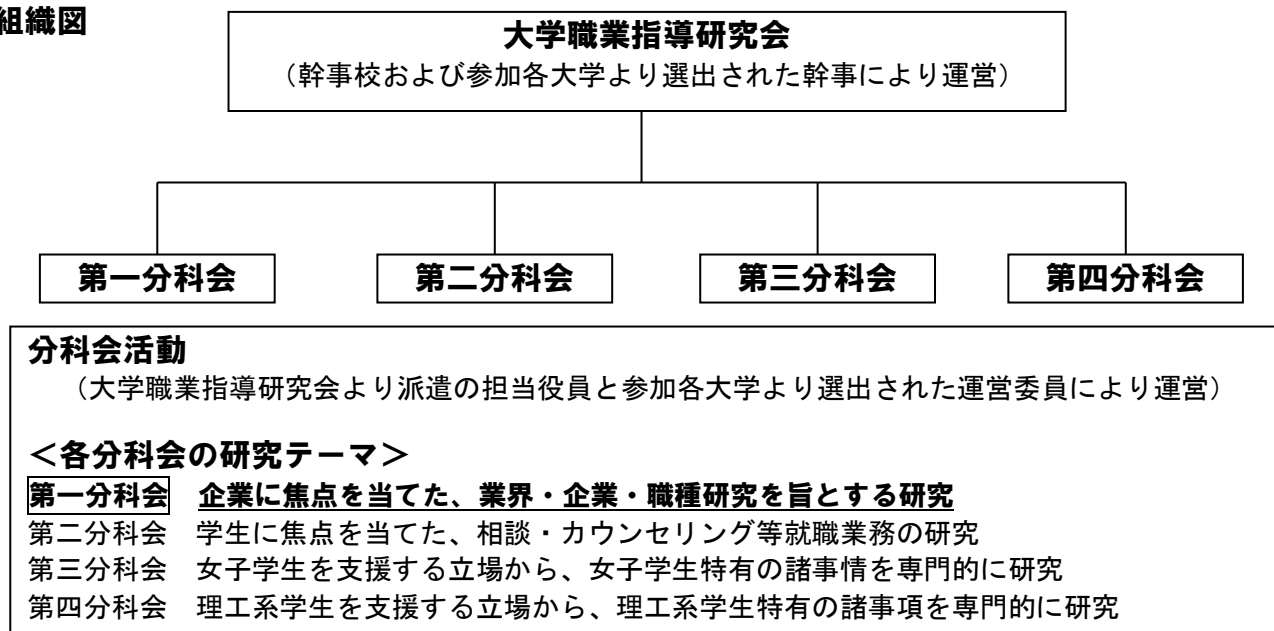 組織図
大学職業指導研究会
（幹事校および参加各大学より選出された幹事により運営）
第一分科会 第二分科会 第三分科会 第四分科会
分科会活動
（大学職業指導研究会より派遣の担当役員と参加各大学より選出された運営委員により運営）
＜各分科会の研究テーマ＞
第一分科会　企業に焦点を当てた、業界・企業・職種研究を旨とする研究
第二分科会　学生に焦点を当てた、相談・カウンセリング等就職業務の研究
第三分科会　女子学生を支援する立場から、女子学生特有の諸事情を専門的に研究
第四分科会　理工系学生を支援する立場から、理工系学生特有の諸事項を専門的に研究